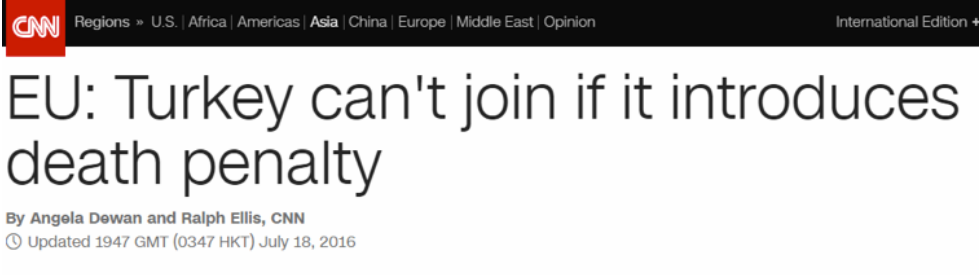 CNN Regions » U.S. | Africa | Americas | Asia | China | Europe | Middle East | Opinion International Edition +
EU: Turkey can't join if it introduces
death penalty
By Angela Dewan and Ralph Ellis, CNN
Updated 1947 GMT (0347 HKT) July 18, 2016